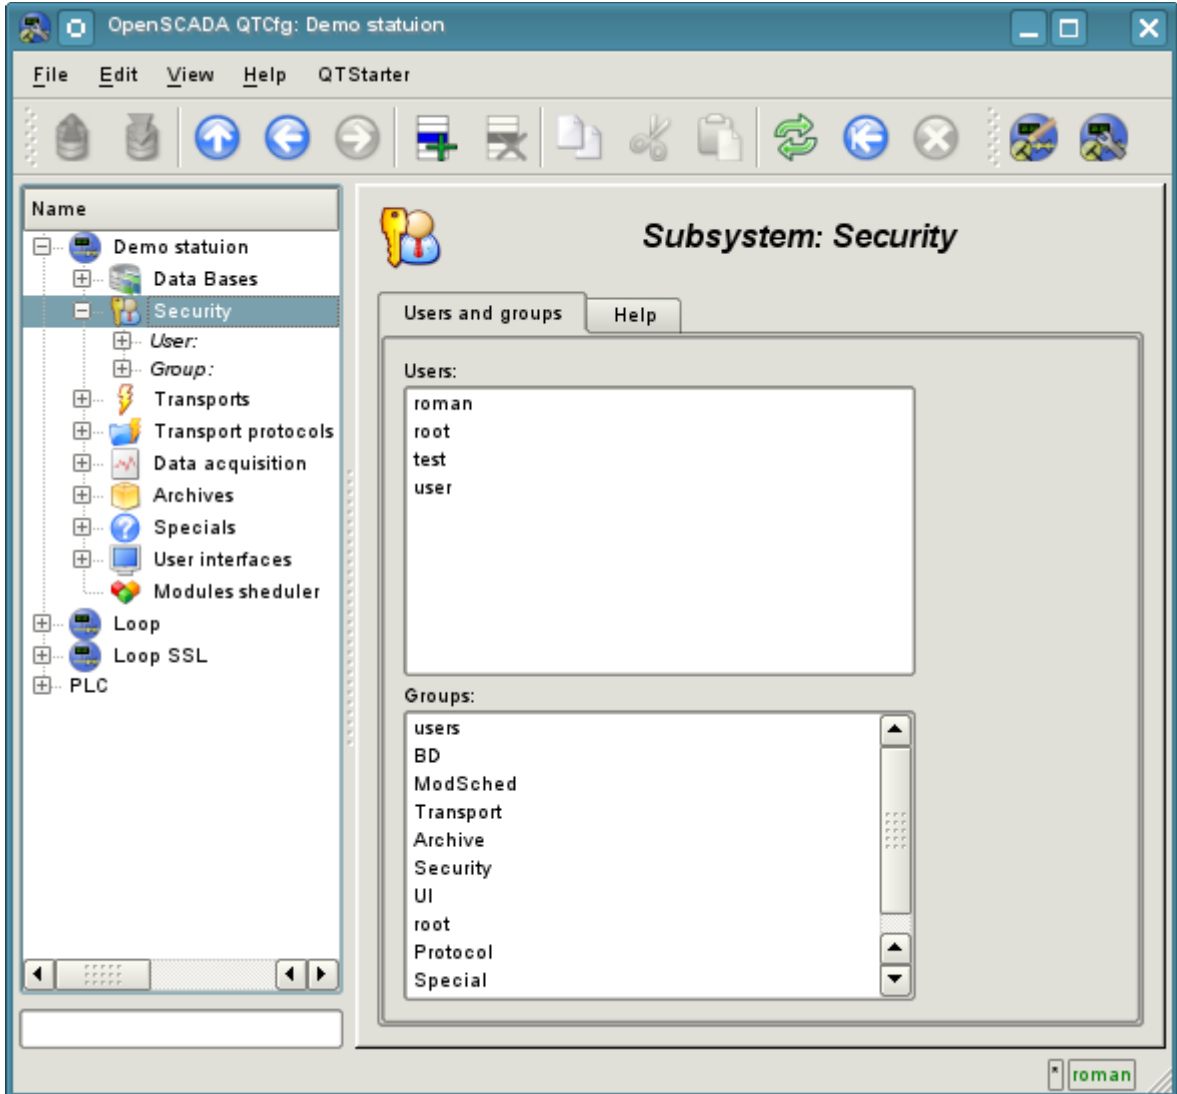 OpenSCADA QTCfg: Demo statuion
File Edit View Help QTStarter
Name
Demo statuion
Data Bases
Security
User:
Group:
Transports
Transport protocols
Data acquisition
Archives
Specials
User interfaces
Modules sheduler
Loop
Loop SSL
PLC
Subsystem: Security
Users and groups Help
Users:
roman
root
test
user
Groups:
users
BD
ModSched
Transport
Archive
Security
UI
root
Protocol
Special
* roman